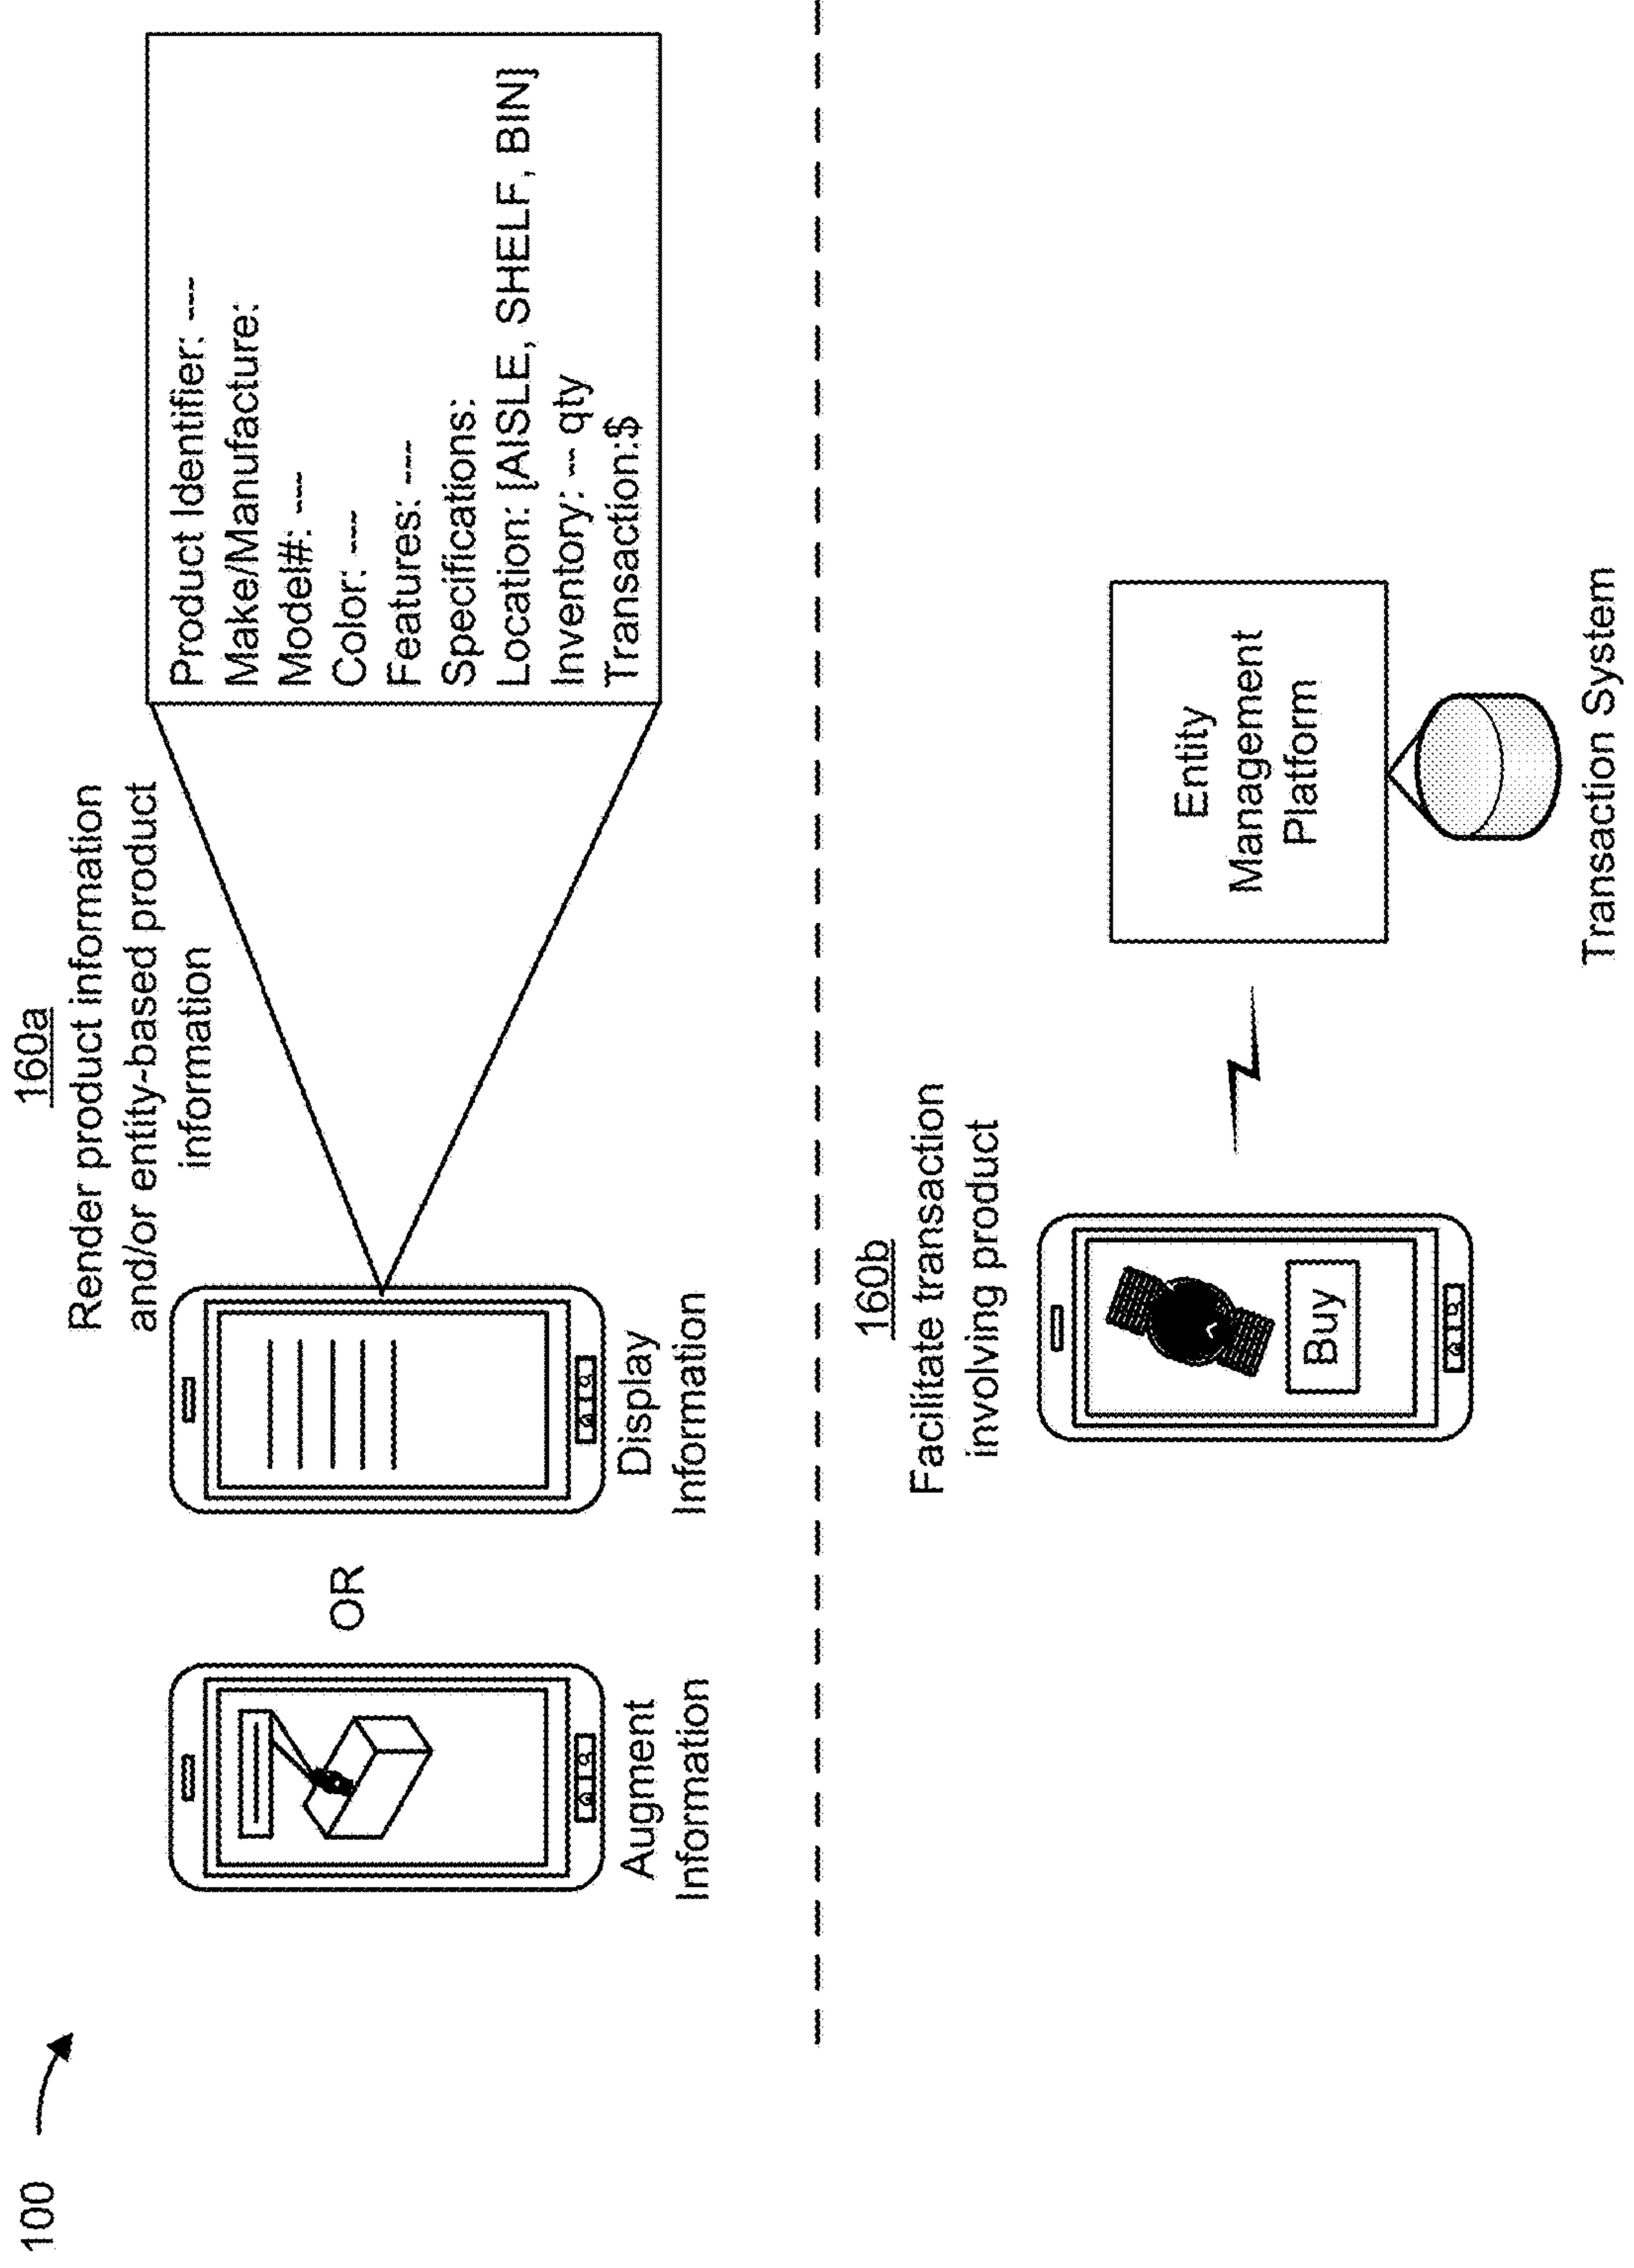 100
160a
Render product information
and/or entity-based product
information
OR
Augment
Information
Display
Information
Product Identifier: ---
Make/Manufacture:
Model#: ---
Color: ---
Features: ---
Specifications:
Location: [AISLE, SHELF, BIN]
Inventory: -- qty
Transaction:$
160b
Facilitate transaction
involving product
Buy
Entity
Management
Platform
Transaction System